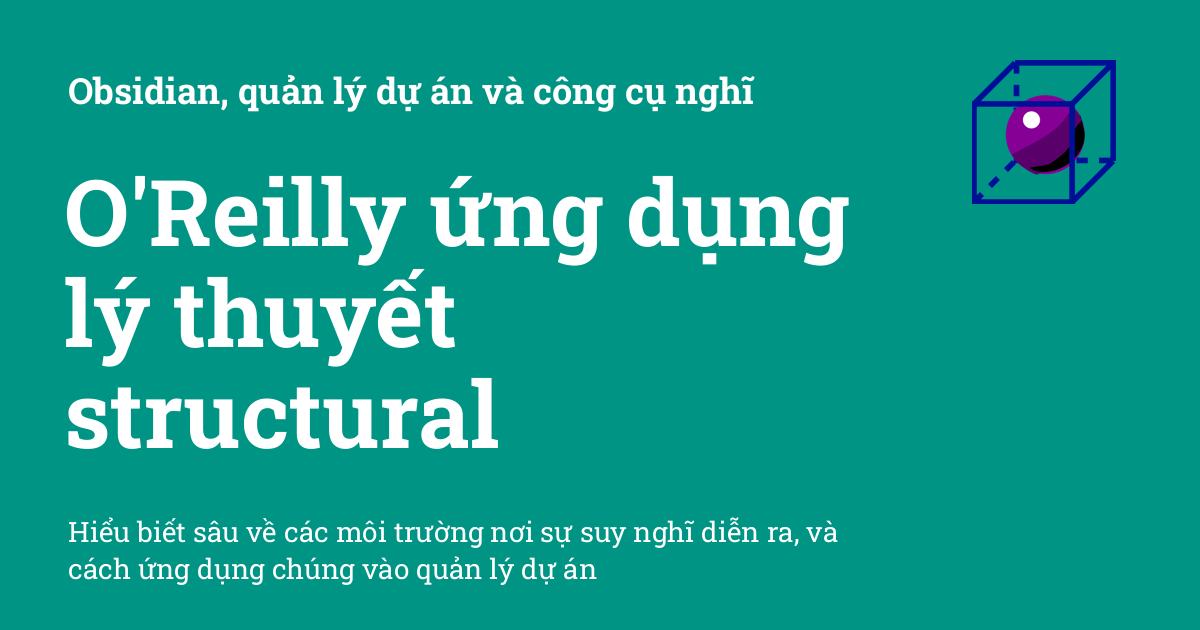 Obsidian, quản lý dự án và công cụ nghĩ
O'Reilly ứng dụng
lý thuyết
structural
Hiểu biết sâu về các môi trường nơi sự suy nghĩ diễn ra, và
cách ứng dụng chúng vào quản lý dự án